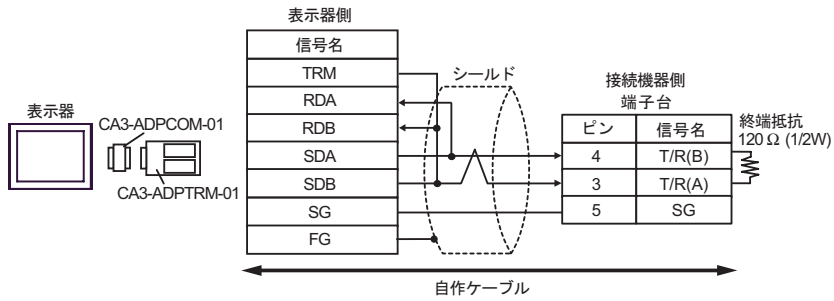 表示器側
信号名
TRM
RDA
RDB
SDA
SDB
SG
FG
シールド
接続機器側
端子台
ピン 信号名
4 T/R(B)
3 T/R(A)
5 SG
終端抵抗
120 Ω (1/2W)
表示器
CA3-ADPCOM-01
CA3-ADPTRM-01
自作ケーブル